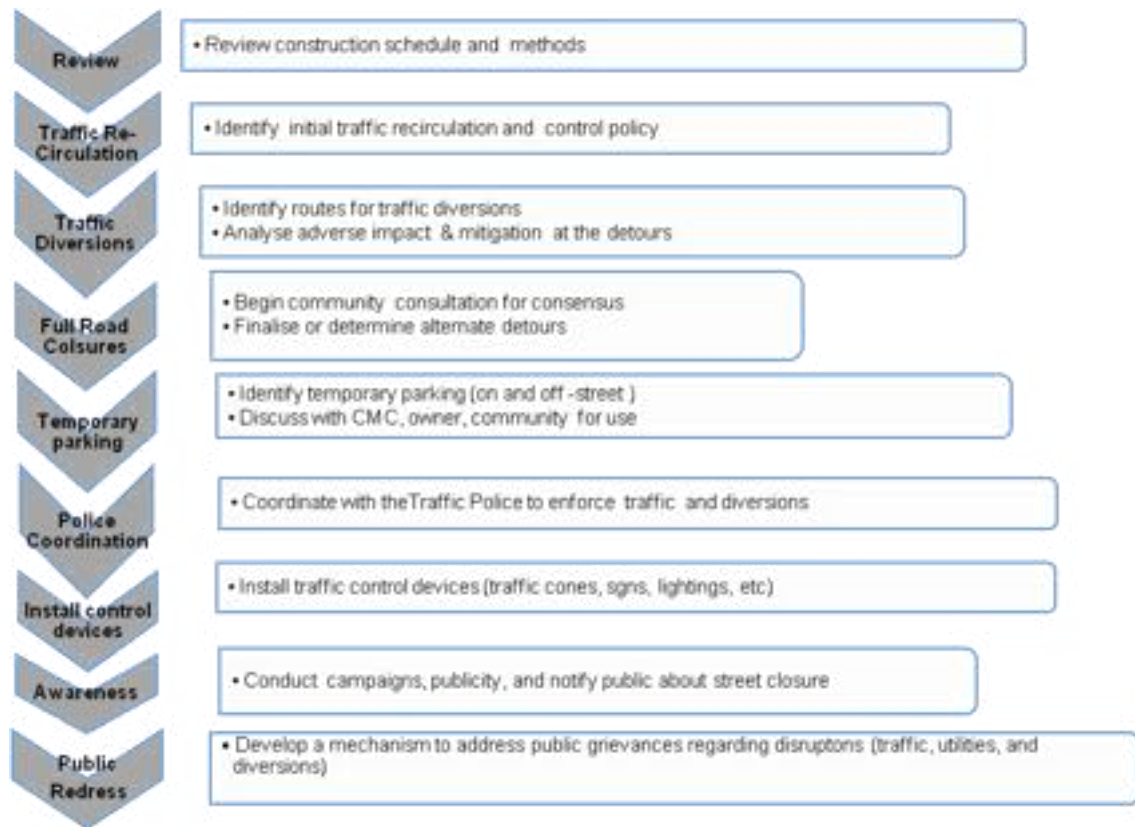 Review
• Review construction schedule and methods
Traffic Re-
Circulation
• Identify initial traffic recirculation and control policy
Traffic
Diversions
• Identify routes for traffic diversions
• Analyse adverse impact & mitigation at the detours
Full Road
Colsures
• Begin community consultation for consensus
• Finalise or determine alternate detours
Temporary
parking
• Identify temporary parking (on and off -street )
• Discuss with CMC, owner, community for use
Police
Coordination
• Coordinate with theTraffic Police to enforce traffic and diversions
Install control
devices
• Install traffic control devices (traffic cones, sgns, lightings, etc)
Awareness
• Conduct campaigns, publicity, and notify public about street closure
Public
Redress
• Develop a mechanism to address public grievances regarding disruptons (traffic, utilities, and
diversions)